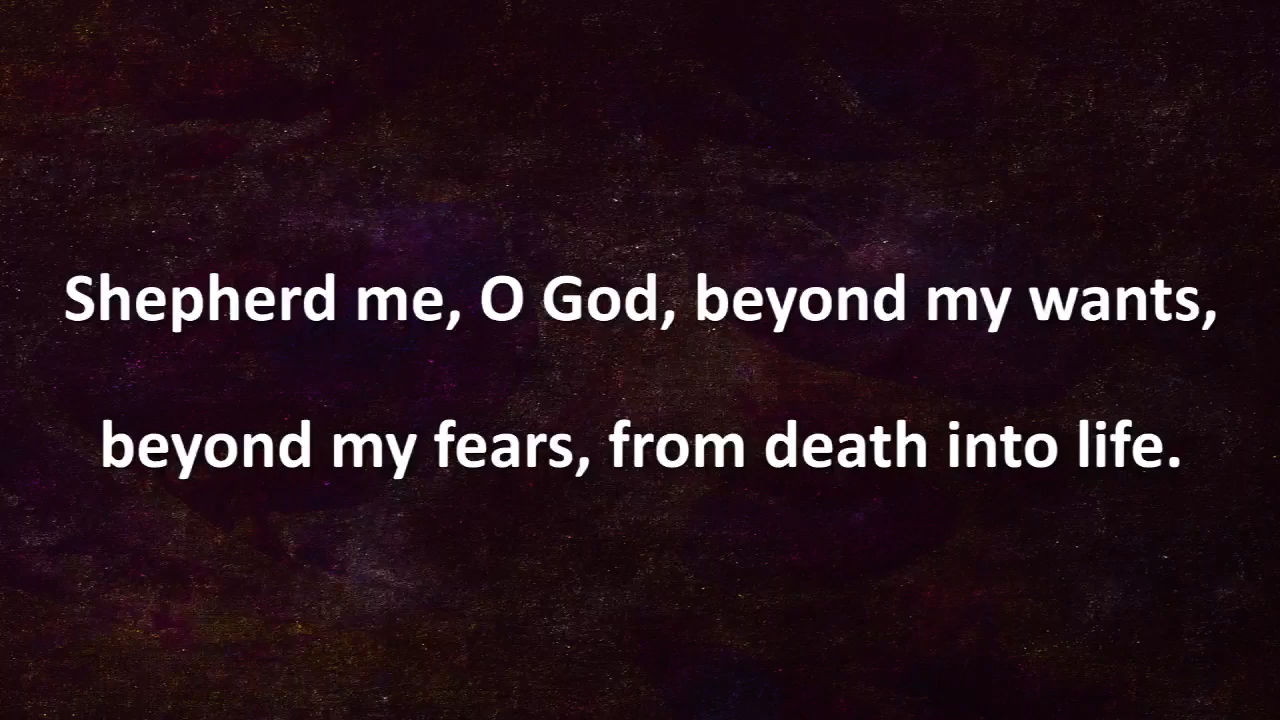 Shepherd me, O God, beyond my wants,
beyond my fears, from death into life.